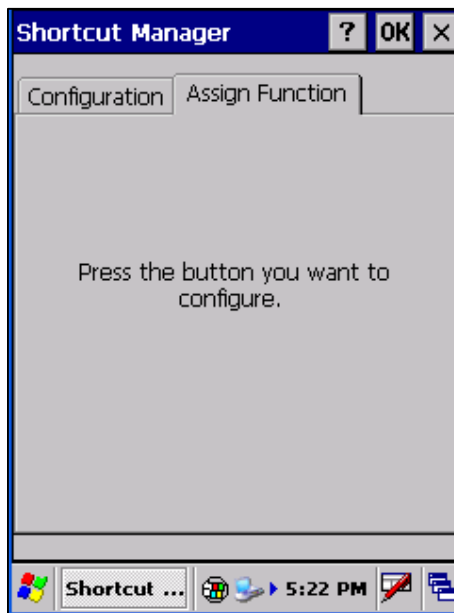 Shortcut Manager ? OK ×
Configuration Assign Function
Press the button you want to
configure.
Shortcut ... 5:22 PM